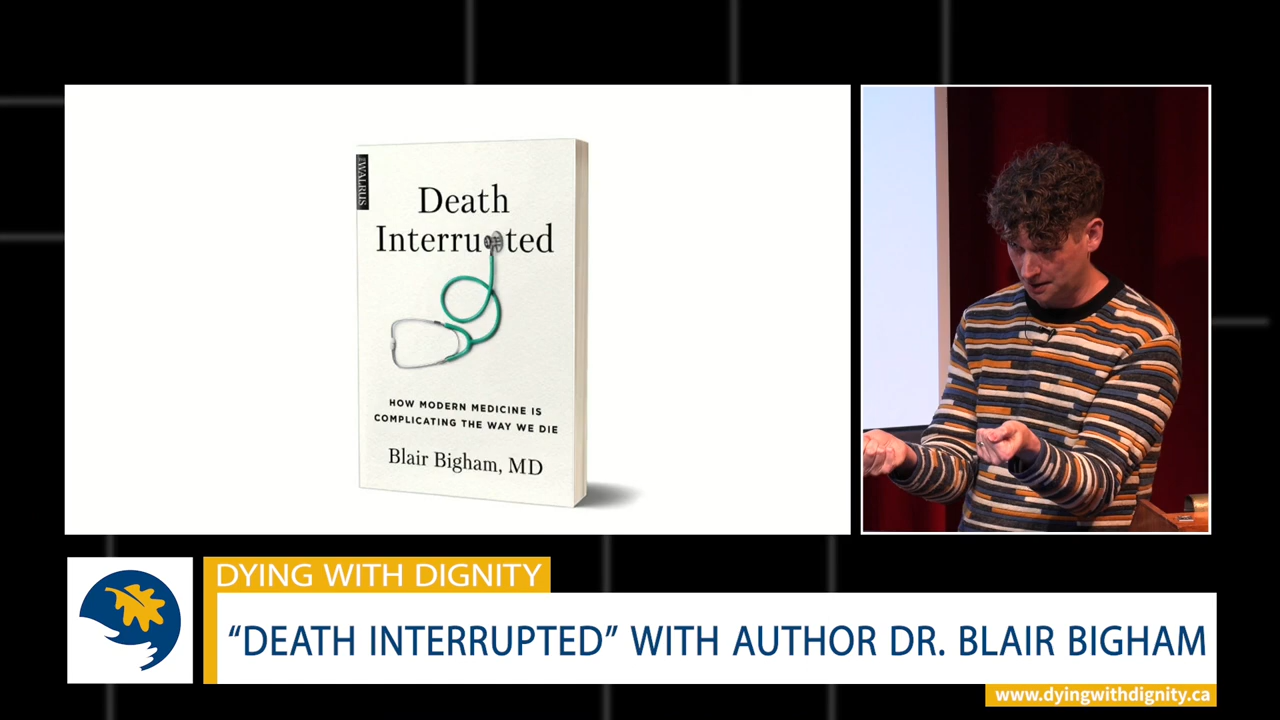 THE WALRUS
Death
Interrupted
HOW MODERN MEDICINE IS
COMPLICATING THE WAY WE DIE
Blair Bigham, MD
DYING WITH DIGNITY
“DEATH INTERRUPTED” WITH AUTHOR DR. BLAIR BIGHAM
www.dyingwithdignity.ca